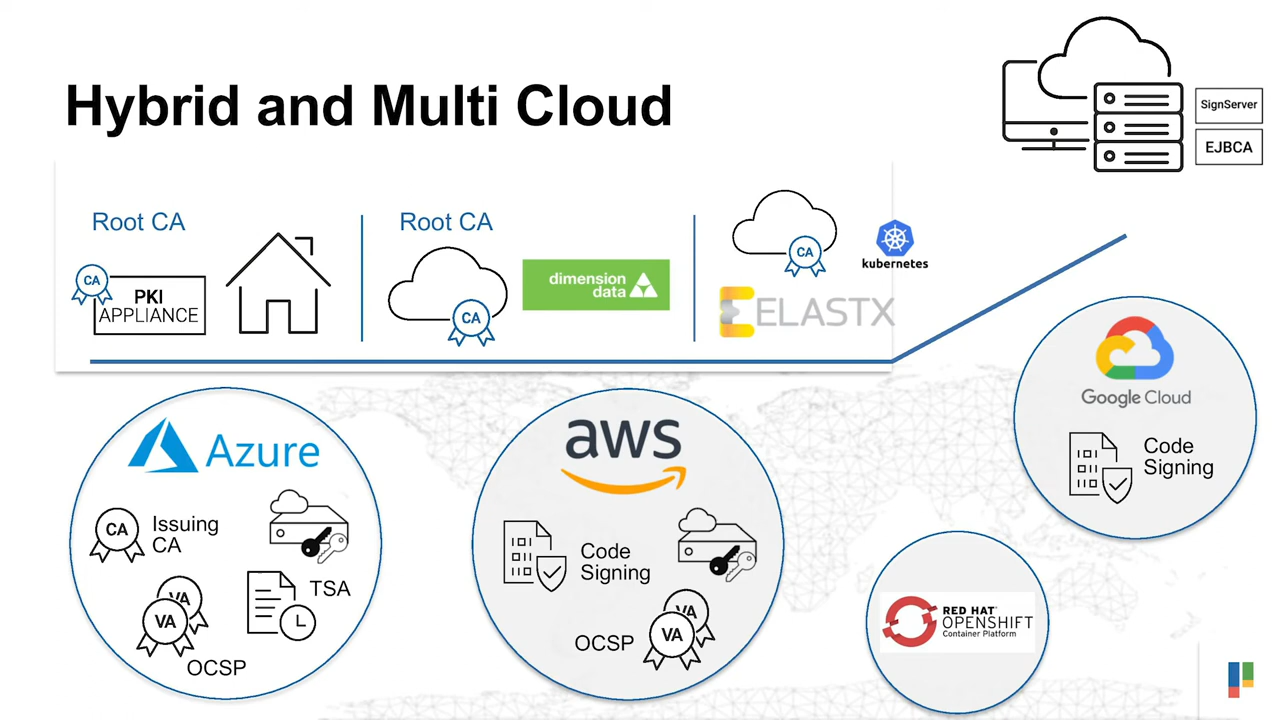 Hybrid and Multi Cloud
SignServer
EJBCA
Root CA
CA
PKI
APPLIANCE
Root CA
CA
dimension
data
CA
kubernetes
ELASTX
Azure
CA
Issuing
CA
VA
VA
OCSP
TSA
aws
Code
Signing
OCSP
VA
VA
Google Cloud
Code
Signing
RED HAT®
OPENSHIFT
Container Platform